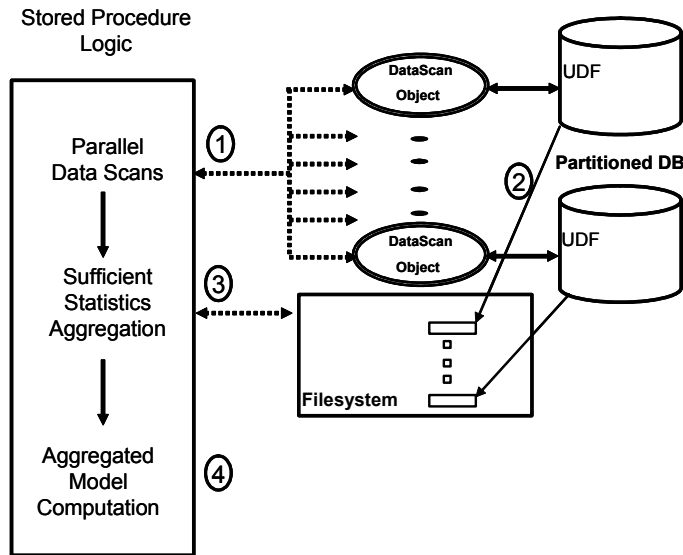 Stored Procedure
Logic
Parallel
Data Scans
Sufficient
Statistics
Aggregation
Aggregated
Model
Computation
1
3
4
DataScan
Object
DataScan
Object
UDF
2
Partitioned DB
UDF
Filesystem